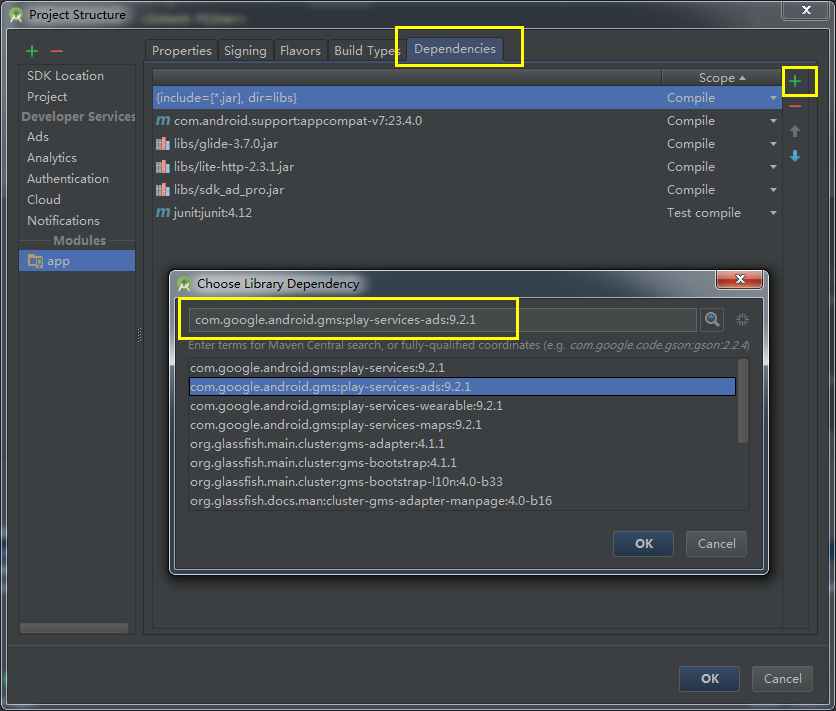 Project Structure
Properties
Signing
Flavors
Build Types
Dependencies
SDK Location
Project
Developer Services
Ads
Analytics
Authentication
Cloud
Notifications
Modules
app
Scope
{include=[*.jar], dir=libs} Compile
m com.android.support:appcompat-v7:23.4.0 Compile
libs/glide-3.7.0.jar Compile
libs/lite-http-2.3.1.jar Compile
libs/sdk_ad_pro.jar Compile
m junit:junit:4.12 Test compile
Choose Library Dependency
com.google.android.gms:play-services-ads:9.2.1
Enter terms for Maven Central search, or fully-qualified coordinates (e.g. com.google.code.gson:gson:2.2.4)
com.google.android.gms:play-services:9.2.1
com.google.android.gms:play-services-ads:9.2.1
com.google.android.gms:play-services-wearable:9.2.1
com.google.android.gms:play-services-maps:9.2.1
org.glassfish.main.cluster:gms-adapter:4.1.1
org.glassfish.main.cluster:gms-bootstrap:4.1.1
org.glassfish.main.cluster:gms-bootstrap-l10n:4.0-b33
org.glassfish.docs.man:cluster-gms-adapter-manpage:4.0-b16
OK
Cancel
OK
Cancel